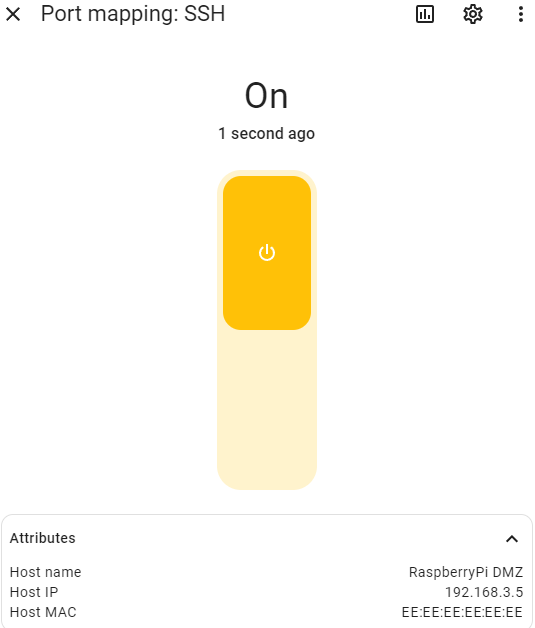 Port mapping: SSH
On
1 second ago
Attributes
Host name RaspberryPi DMZ
Host IP 192.168.3.5
Host MAC EE:EE:EE:EE:EE:EE